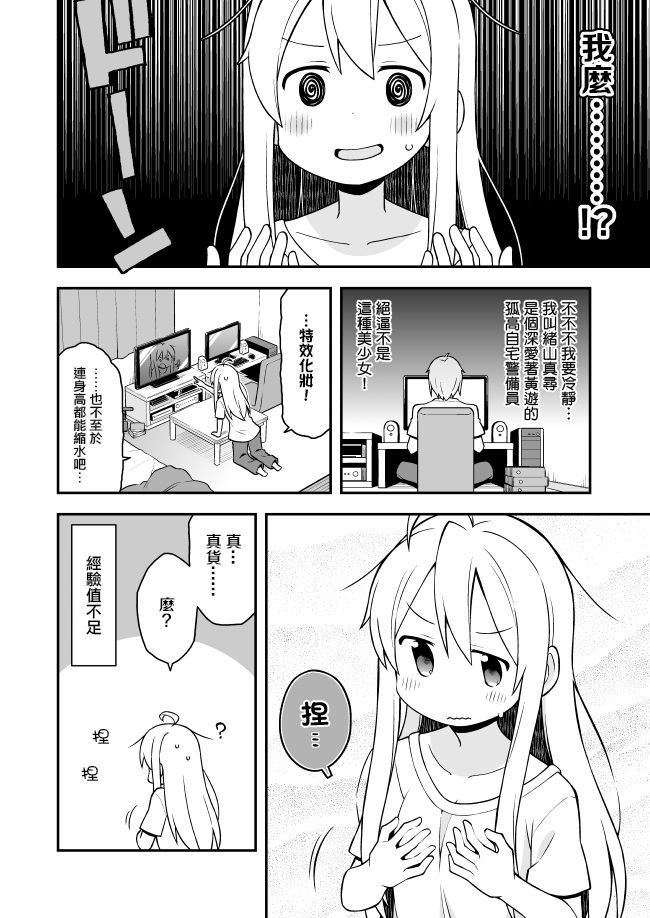 我麼…………!?
ドーーン
不不不我要冷靜…
我叫緒山真尋
是個深愛著黃遊的
孤高自宅警備員
絕逼不是
這種美少女！
…特效化妝！
……也不至於
連身高都能縮水吧…
捏…
真…
真貨……
麼？
經驗值不足
?
捏
捏